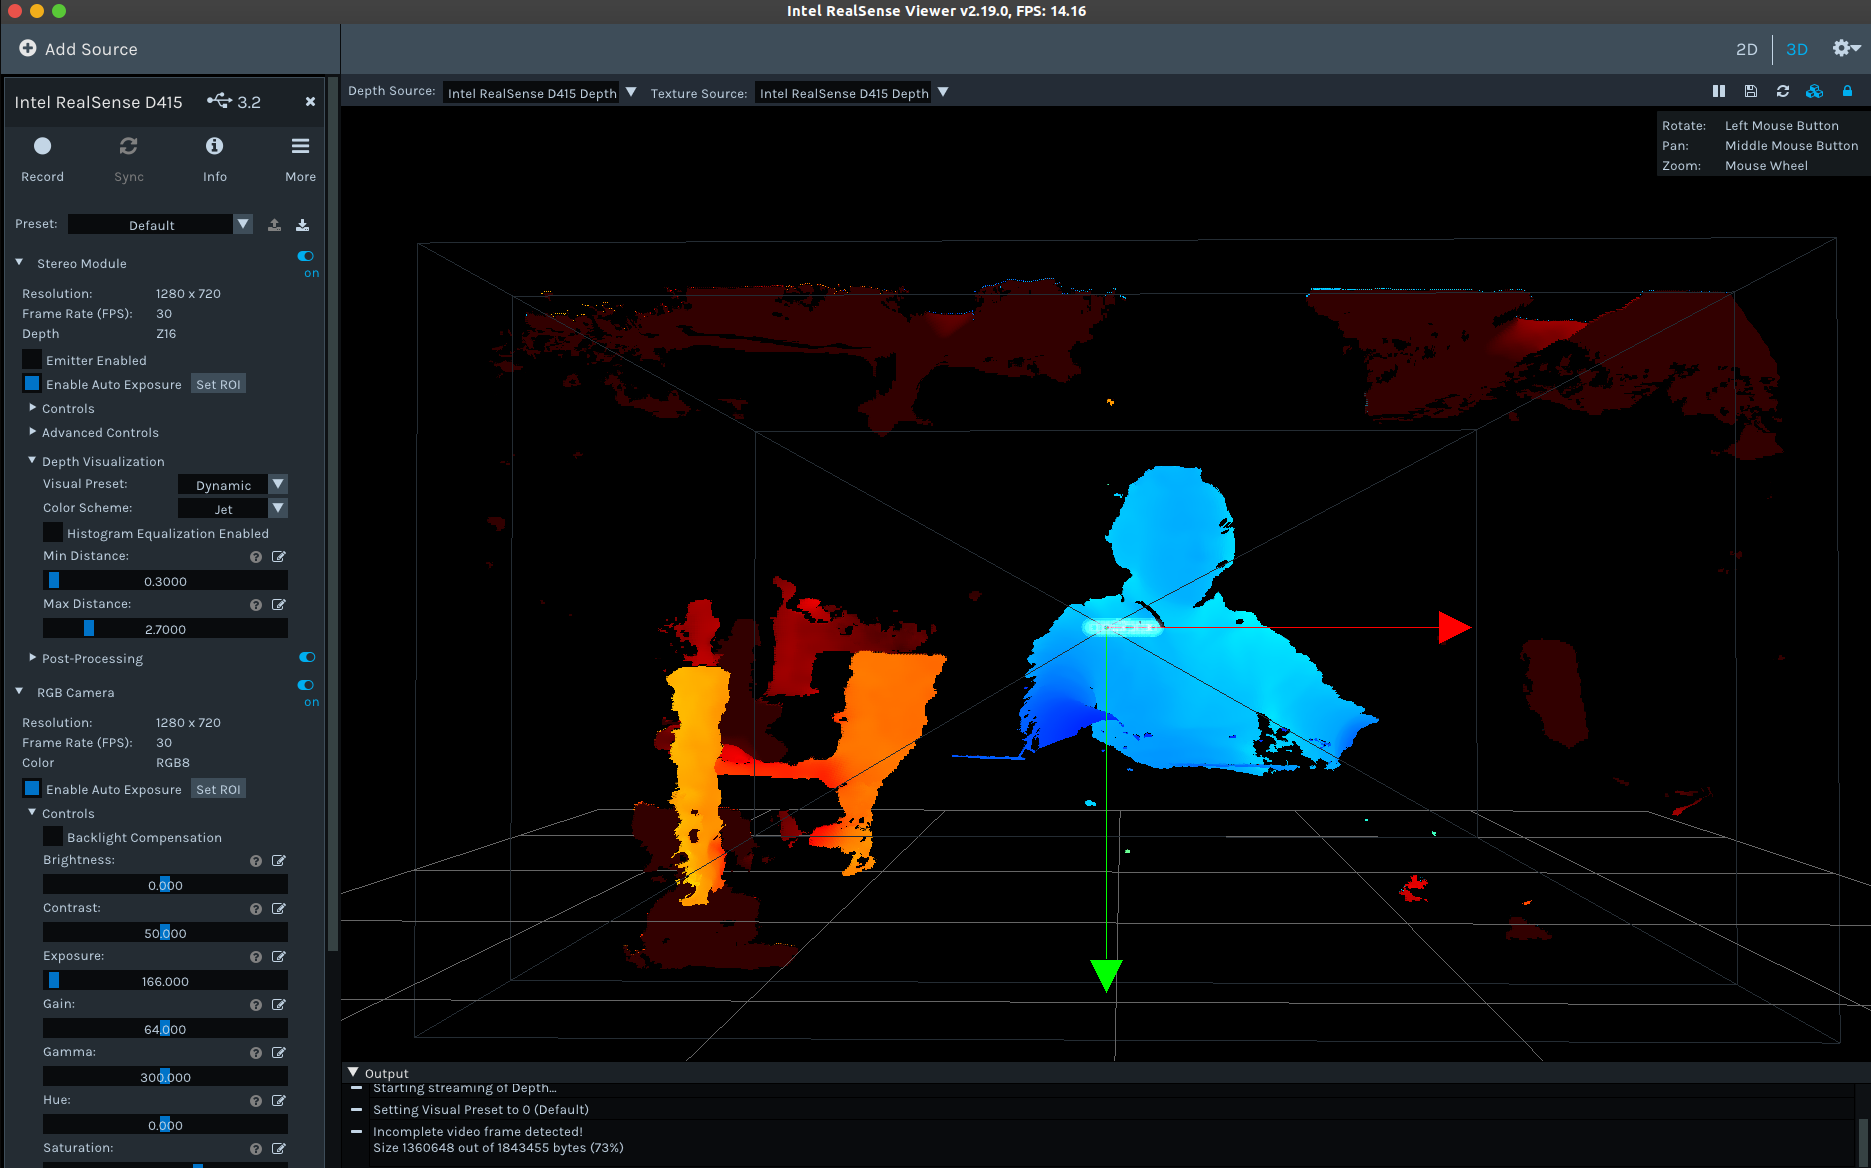 Intel RealSense Viewer v2.19.0, FPS: 14.16
Add Source
2D
3D
Intel RealSense D415
3.2
Depth Source:
Intel RealSense D415 Depth
Texture Source:
Intel RealSense D415 Depth
Rotate: Left Mouse Button
Pan: Middle Mouse Button
Zoom: Mouse Wheel
Record
Sync
Info
More
Preset:
Default
Stereo Module
on
Resolution: 1280 x 720
Frame Rate (FPS): 30
Depth Z16
Emitter Enabled
Enable Auto Exposure
Set ROI
Controls
Advanced Controls
Depth Visualization
Visual Preset: Dynamic
Color Scheme: Jet
Histogram Equalization Enabled
Min Distance:
0.3000
Max Distance:
2.7000
Post-Processing
RGB Camera
on
Resolution: 1280 x 720
Frame Rate (FPS): 30
Color RGB8
Enable Auto Exposure
Set ROI
Controls
Backlight Compensation
Brightness:
0.000
Contrast:
50.000
Exposure:
166.000
Gain:
64.000
Gamma:
300.000
Hue:
0.000
Saturation:
Output
Starting streaming of Depth...
Setting Visual Preset to 0 (Default)
Incomplete video frame detected!
Size 1360648 out of 1843455 bytes (73%)